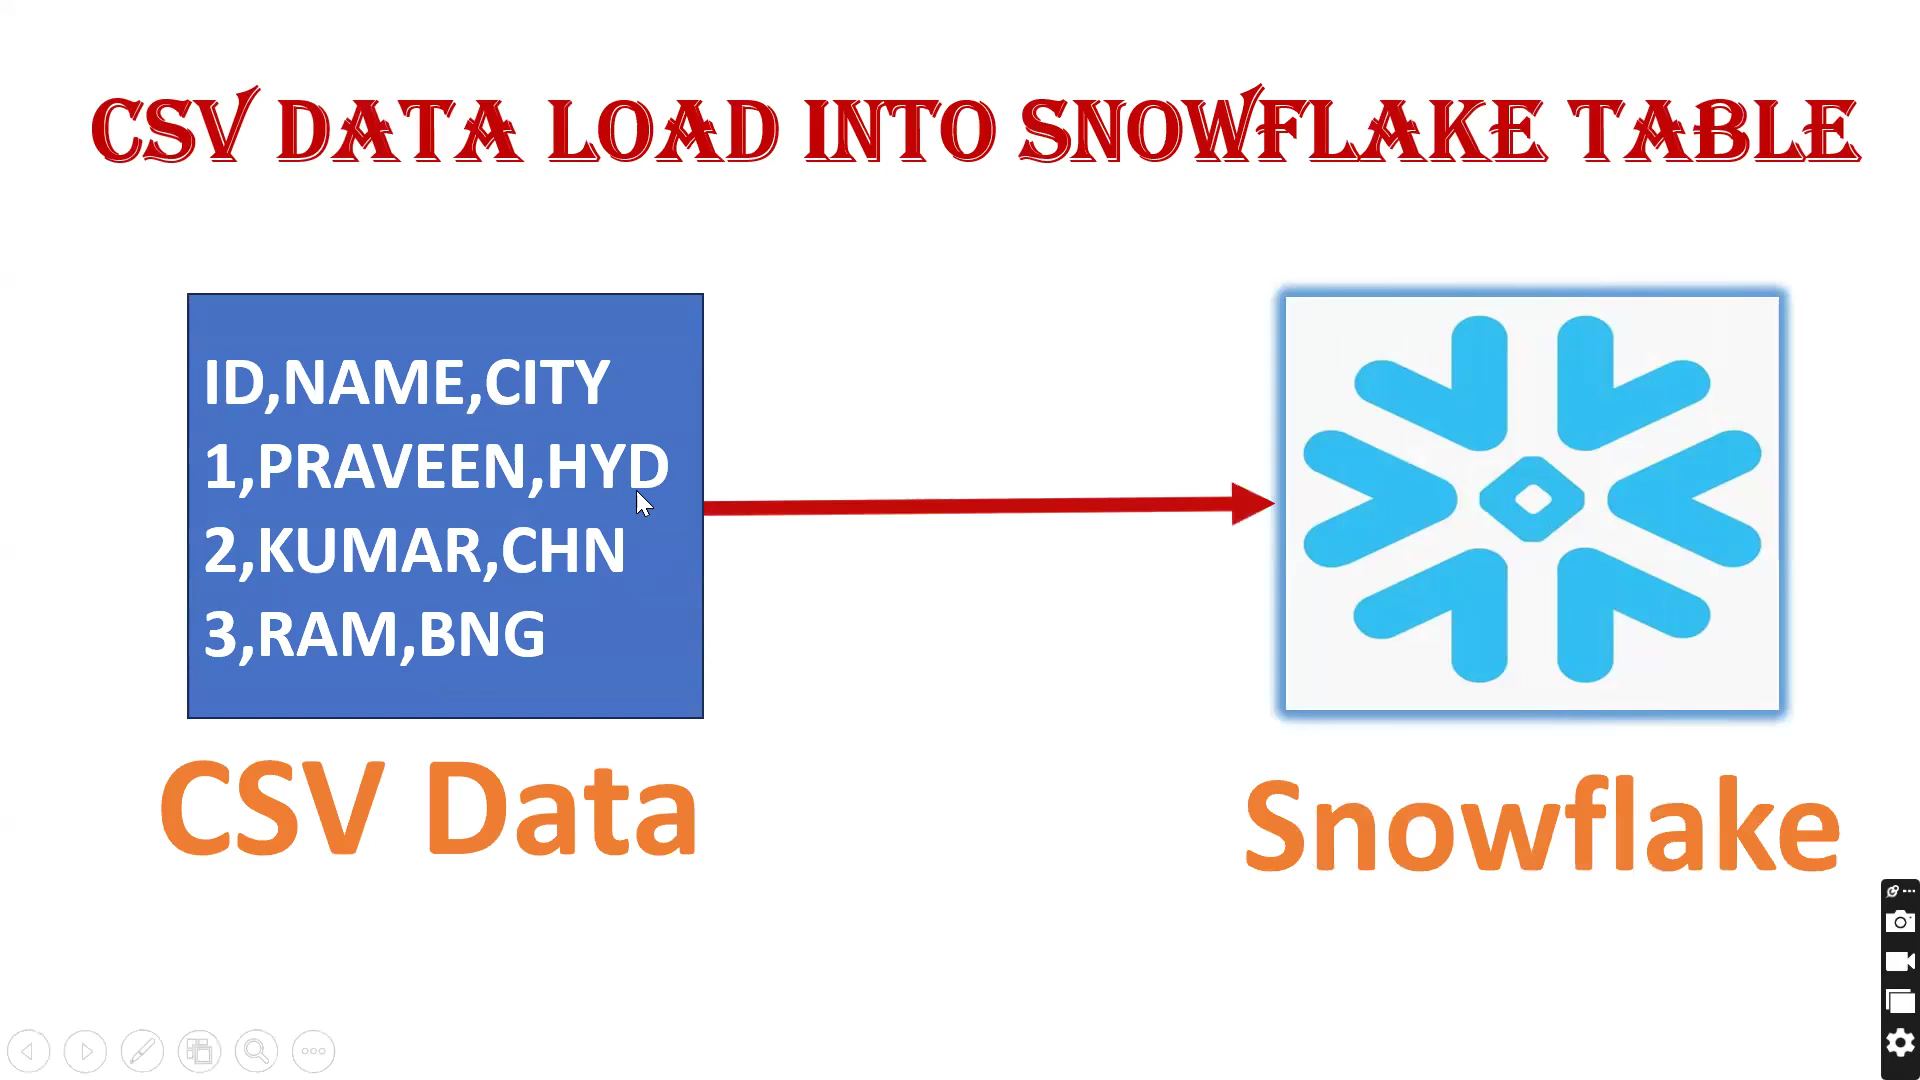 CSV DATA LOAD INTO SNOWFLAKE TABLE
ID,NAME,CITY
1,PRAVEEN,HYD
2,KUMAR,CHN
3,RAM,BNG
CSV Data
Snowflake